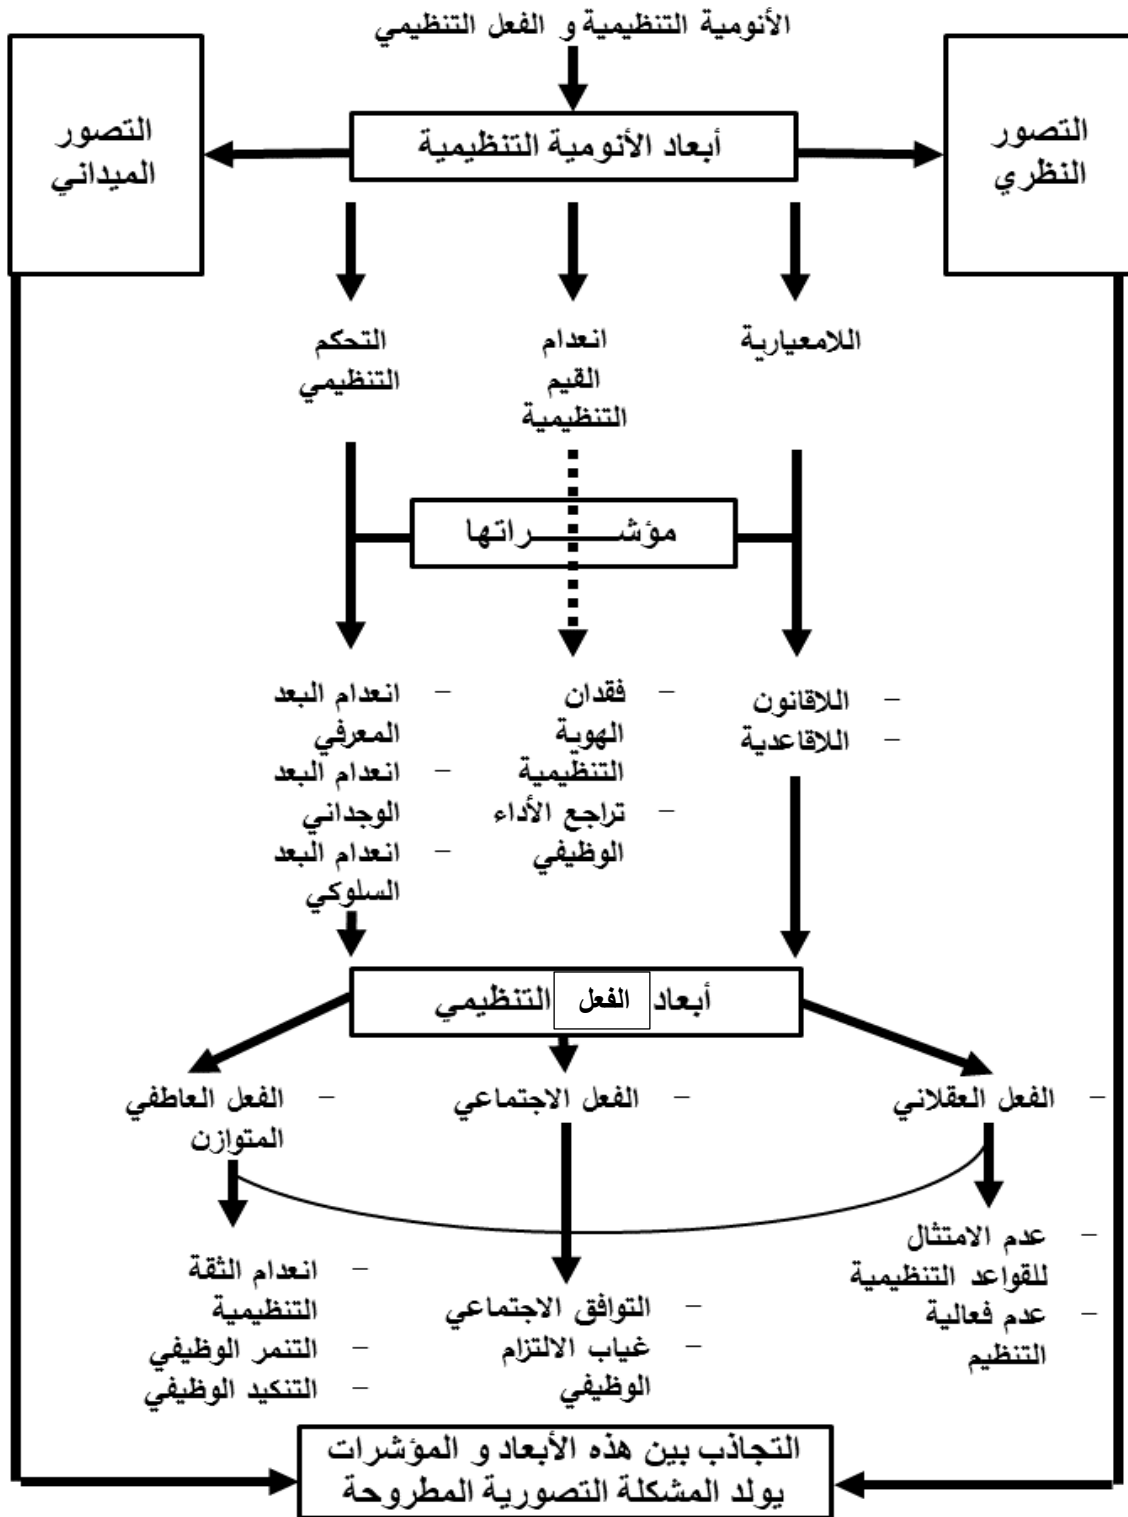 الأنومية التنظيمية و الفعل التنظيمي
أبعاد الأنومية التنظيمية
التصور
النظري
التصور
الميداني
اللامعيارية
انعدام
القيم
التنظيمية
التحكم
التنظيمي
مؤشـــــــــراتها
– اللاقانون
– اللاقاعدية
– فقدان
الهوية
التنظيمية
– تراجع الأداء
الوظيفي
– انعدام البعد
المعرفي
– انعدام البعد
الوجداني
– انعدام البعد
السلوكي
أبعاد الفعل التنظيمي
– الفعل العقلاني
– الفعل الاجتماعي
– الفعل العاطفي
المتوازن
– عدم الامتثال
للقواعد التنظيمية
– عدم فعالية
التنظيم
– التوافق الاجتماعي
– غياب الالتزام
الوظيفي
– انعدام الثقة
التنظيمية
– التنمر الوظيفي
– التنكيد الوظيفي
التجاذب بين هذه الأبعاد و المؤشرات
يولد المشكلة التصورية المطروحة